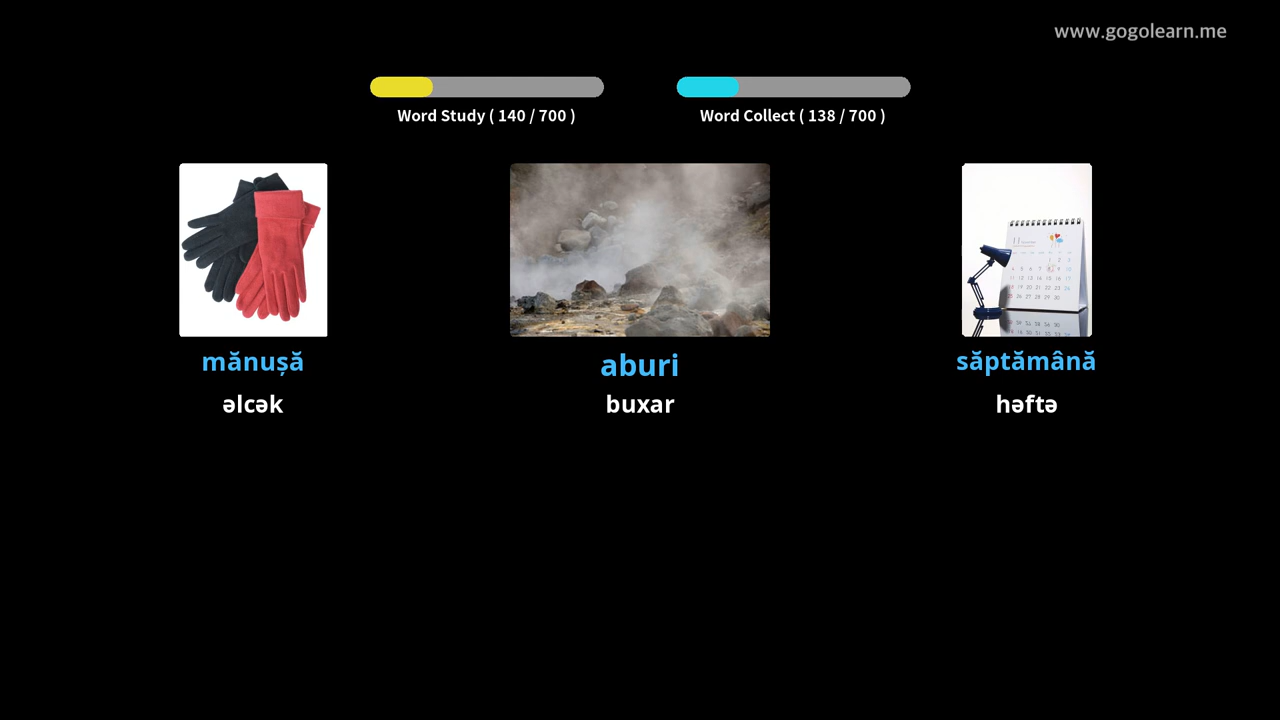 www.gogolearn.me
Word Study ( 140 / 700 )
Word Collect ( 138 / 700 )
mănușă
aburi
săptămână
əlcək
buxar
həftə